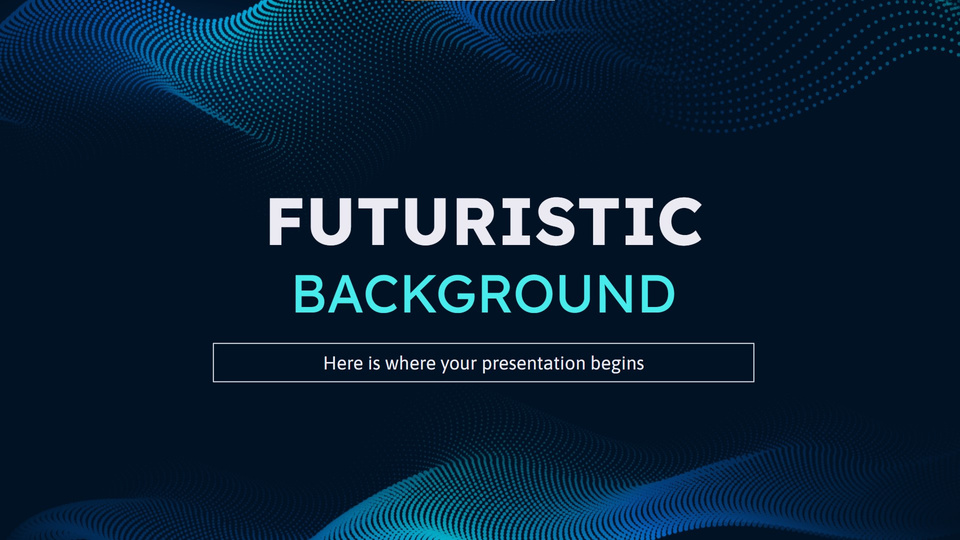 FUTURISTIC
BACKGROUND
Here is where your presentation begins